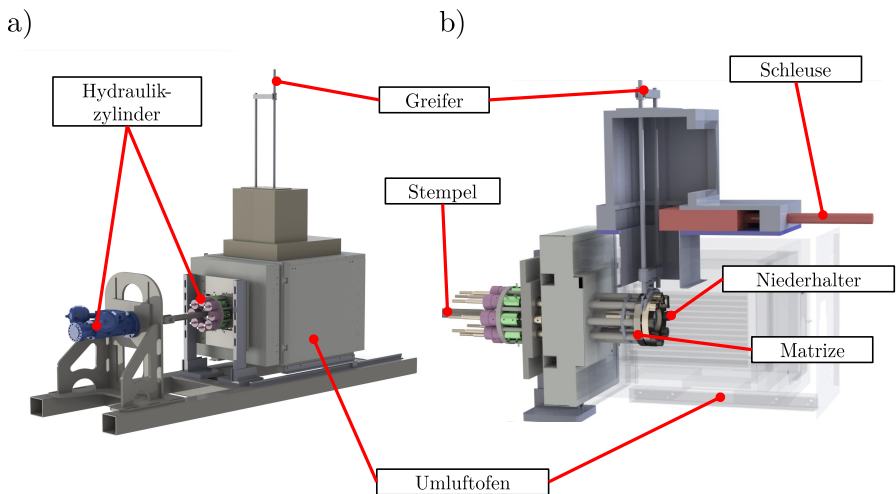 a)
b)
Schleuse
Hydraulik-
zylinder
Greifer
Stempel
Niederhalter
Matrize
Umluftofen